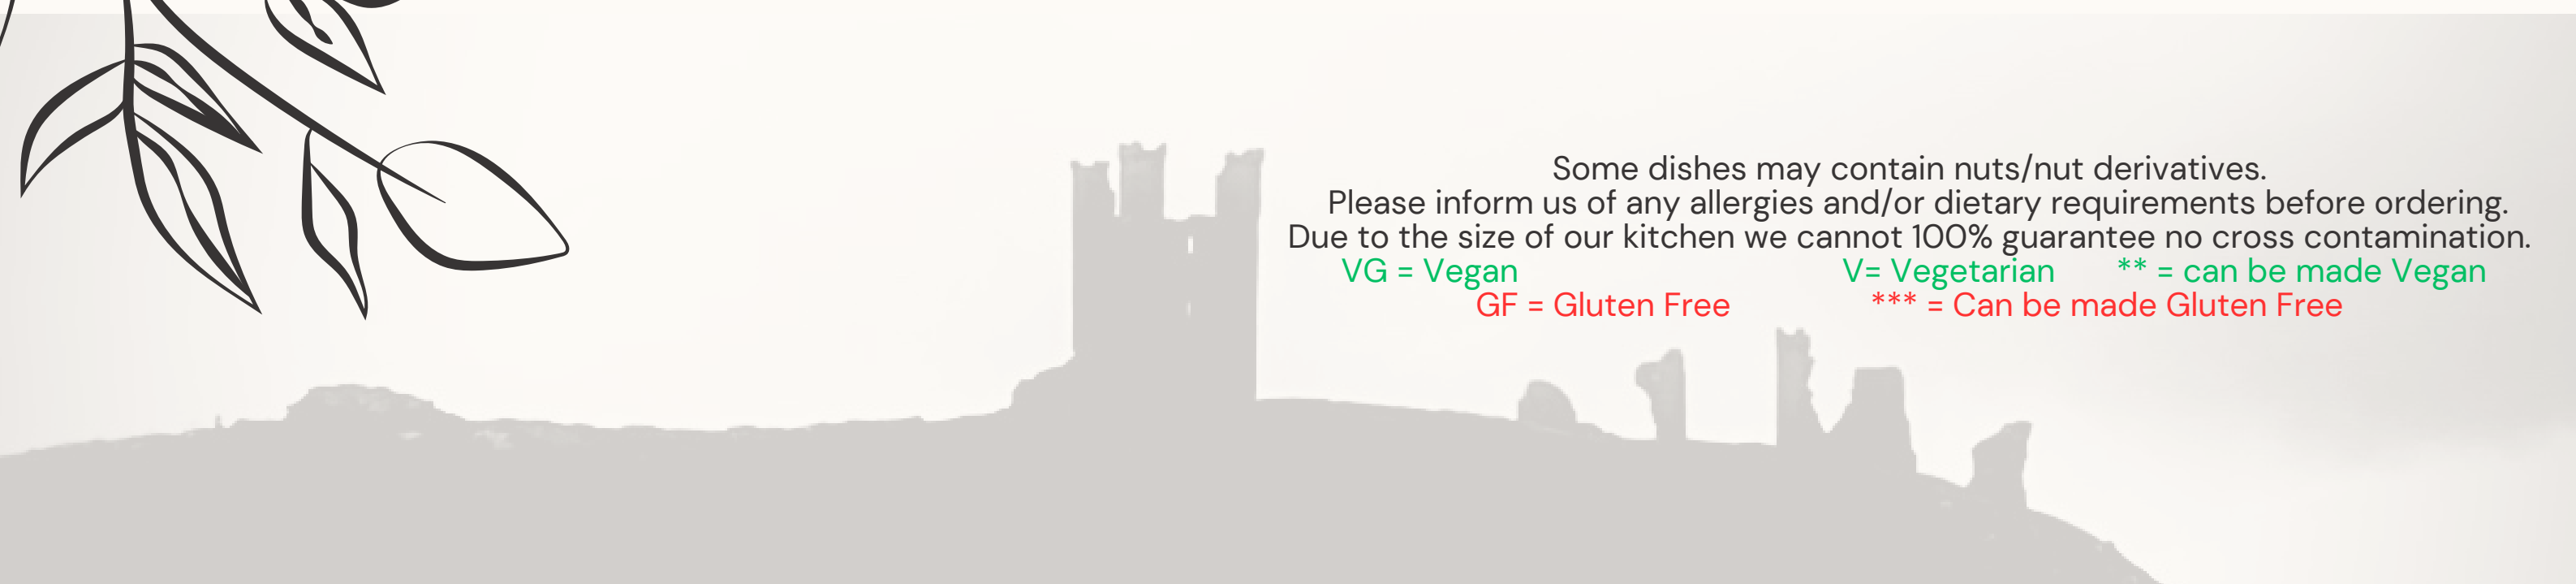 Some dishes may contain nuts/nut derivatives.
Please inform us of any allergies and/or dietary requirements before ordering.
Due to the size of our kitchen we cannot 100% guarantee no cross contamination.
VG = Vegan V= Vegetarian ** = can be made Vegan
GF = Gluten Free *** = Can be made Gluten Free